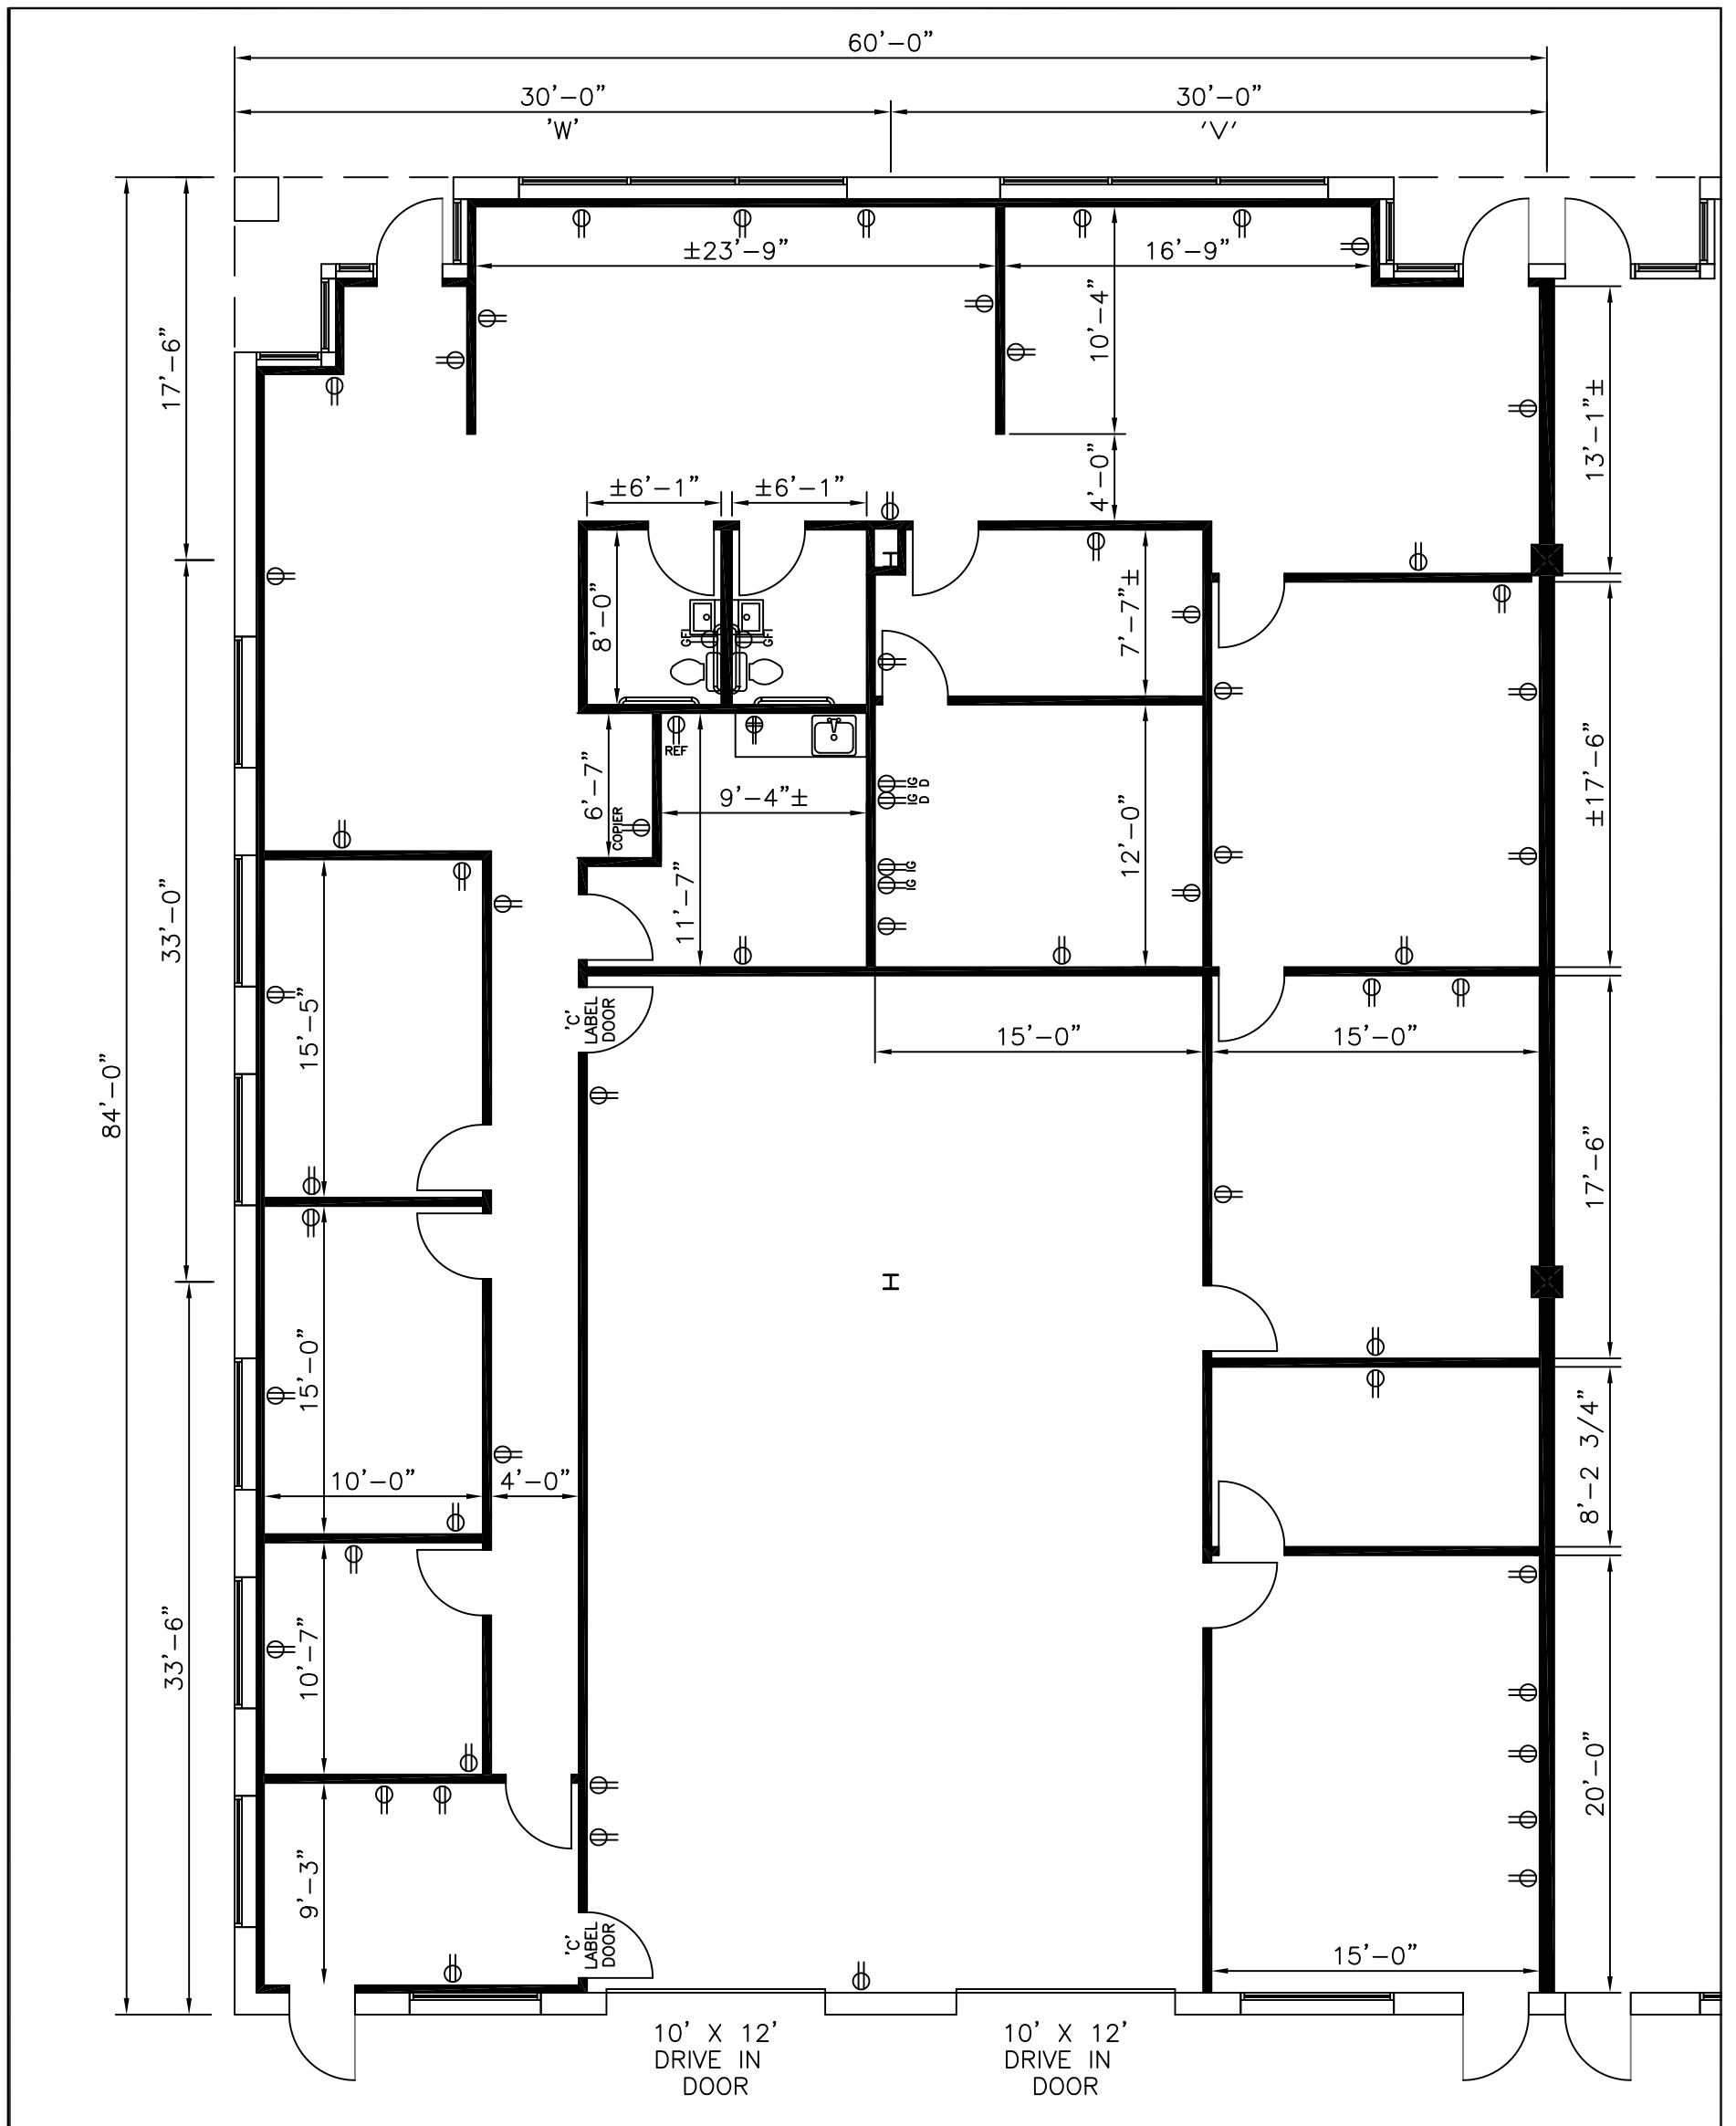 60'-0"
30'-0"
30'-0"
'W'
'V'
±23'-9"
16'-9"
10'-4"
17'-6"
13'-1"±
4'-0"
±6'-1"
±6'-1"
H
8'-0"
7'-7"±
GFI
GFI
REF
6'-7"
COPIER
9'-4"±
IG D
IG D
IG
IG
12'-0"
±17'-6"
11'-7"
33'-0"
15'-5"
'C'
LABEL
DOOR
15'-0"
15'-0"
84'-0"
17'-6"
H
15'-0"
10'-0"
4'-0"
8'-2 3/4"
33'-6"
10'-7"
20'-0"
9'-3"
'C'
LABEL
DOOR
15'-0"
10' X 12'
DRIVE IN
DOOR
10' X 12'
DRIVE IN
DOOR